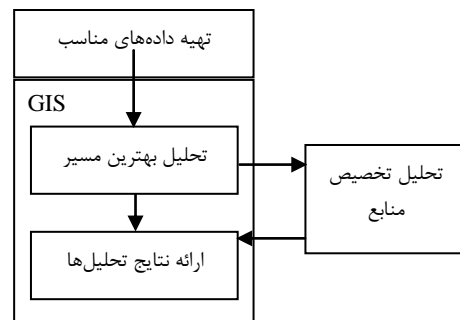 تهیه داده‌های مناسب
GIS
تحلیل بهترین مسیر
تحلیل تخصیص
منابع
ارائه نتایج تحلیل‌ها